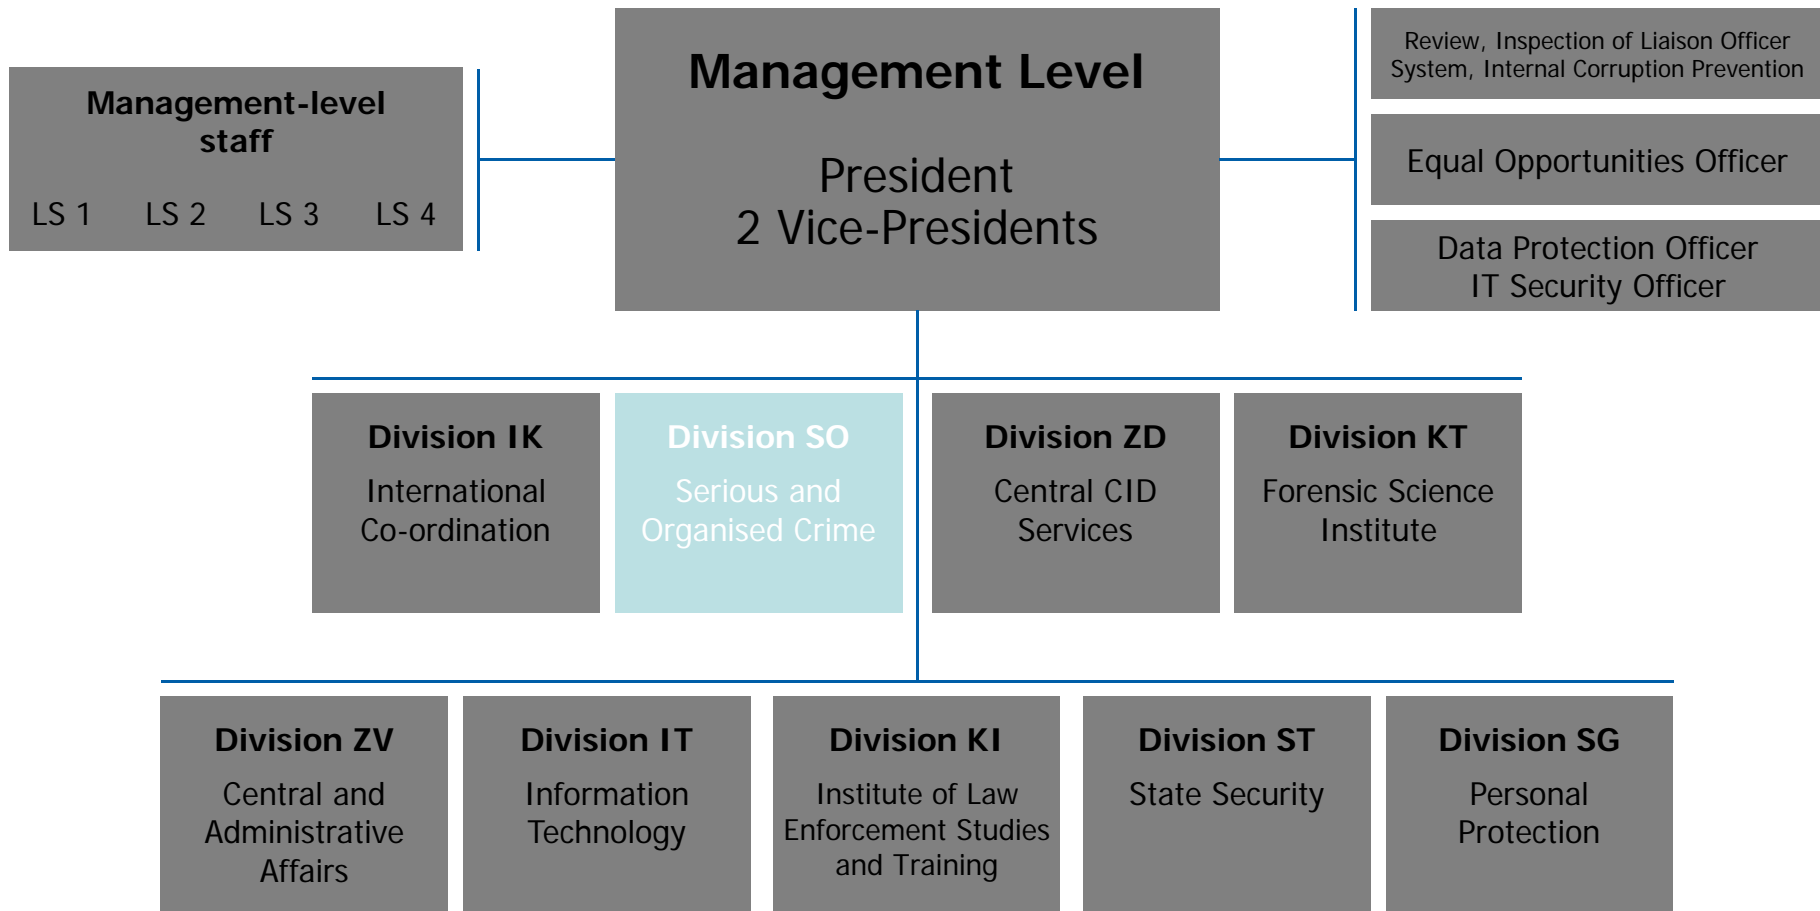 Management-level
staff
LS 1 LS 2 LS 3 LS 4
Management Level
President
2 Vice-Presidents
Review, Inspection of Liaison Officer
System, Internal Corruption Prevention
Equal Opportunities Officer
Data Protection Officer
IT Security Officer
Division IK
International
Co-ordination
Division SO
Serious and
Organised Crime
Division ZD
Central CID
Services
Division KT
Forensic Science
Institute
Division ZV
Central and
Administrative
Affairs
Division IT
Information
Technology
Division KI
Institute of Law
Enforcement Studies
and Training
Division ST
State Security
Division SG
Personal
Protection